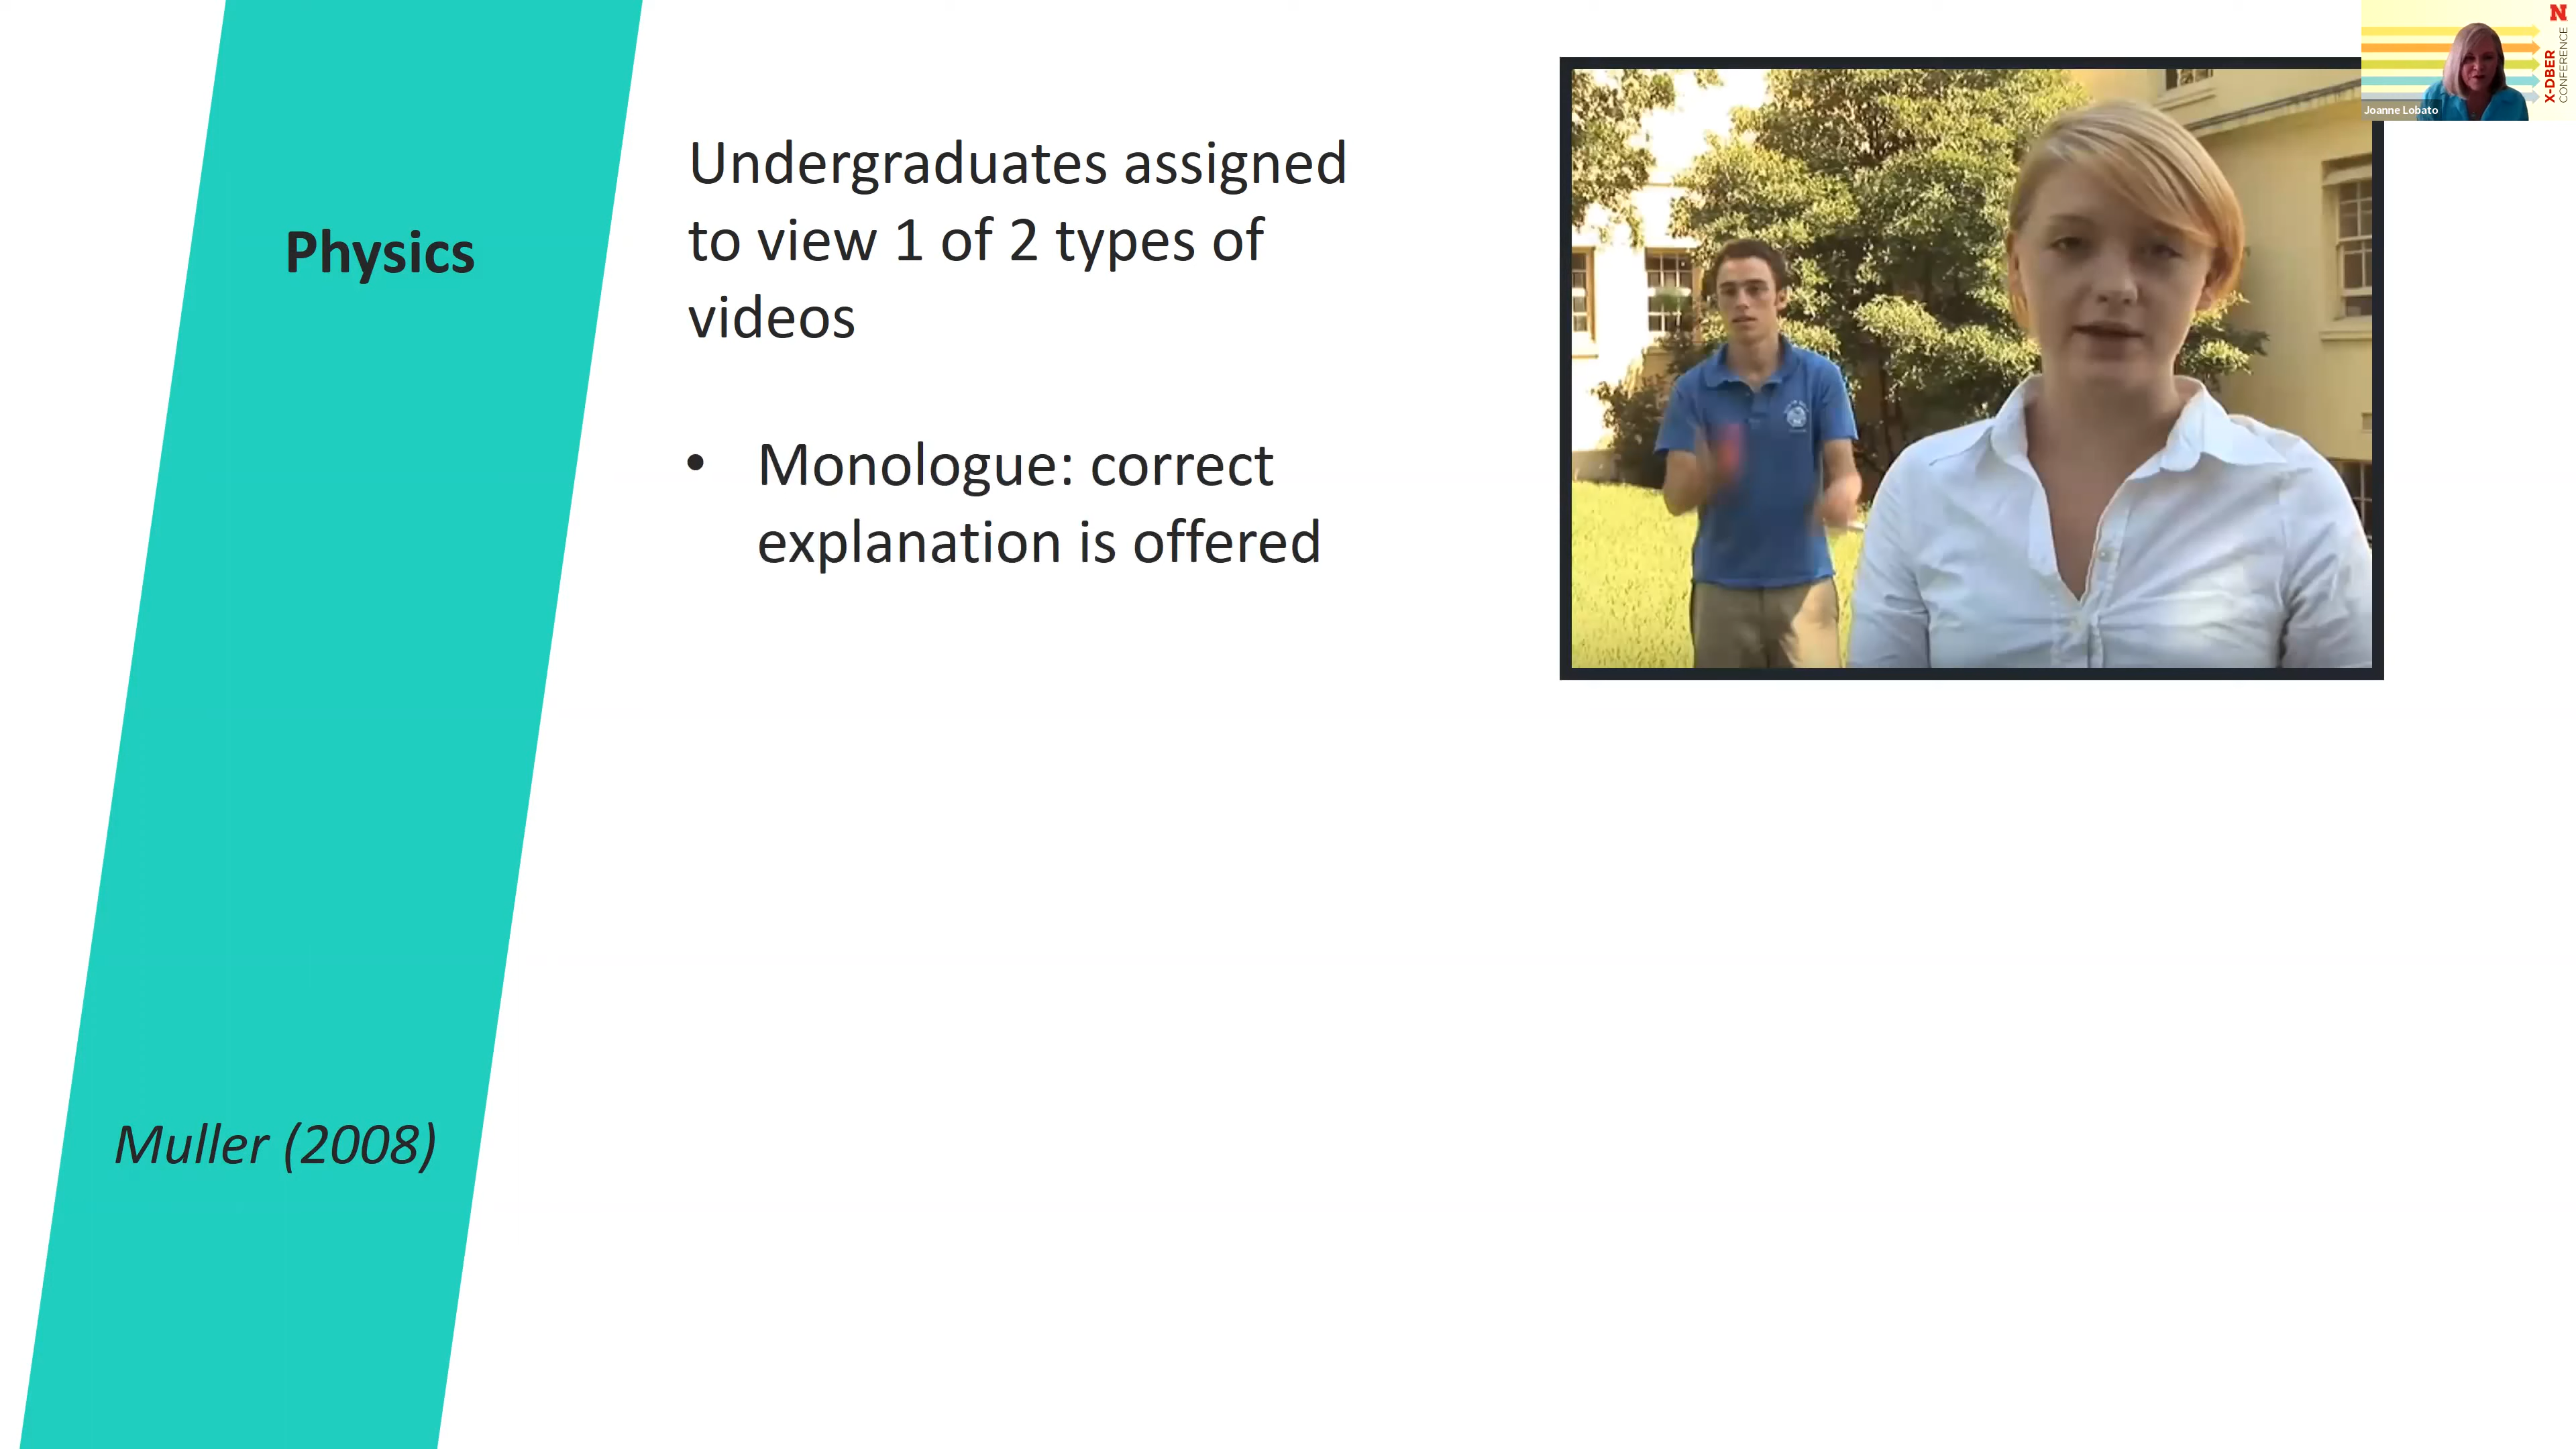 Physics
Undergraduates assigned
to view 1 of 2 types of
videos
• Monologue: correct
explanation is offered
Muller (2008)
Joanne Lobato
N
X-DBER
CONFERENCE